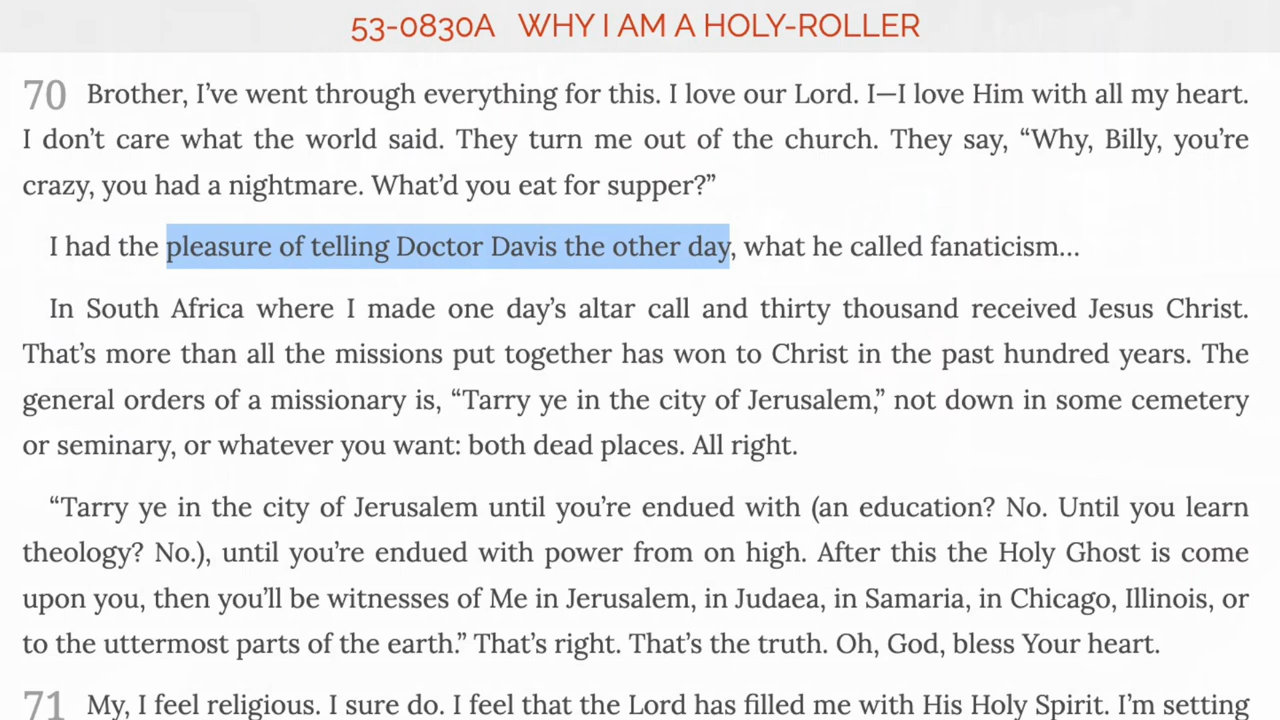 53-0830A WHY I AM A HOLY-ROLLER
70 Brother, I’ve went through everything for this. I love our Lord. I—I love Him with all my heart.
I don’t care what the world said. They turn me out of the church. They say, “Why, Billy, you’re
crazy, you had a nightmare. What’d you eat for supper?”
I had the pleasure of telling Doctor Davis the other day, what he called fanaticism…
In South Africa where I made one day’s altar call and thirty thousand received Jesus Christ.
That’s more than all the missions put together has won to Christ in the past hundred years. The
general orders of a missionary is, “Tarry ye in the city of Jerusalem,” not down in some cemetery
or seminary, or whatever you want: both dead places. All right.
“Tarry ye in the city of Jerusalem until you’re endued with (an education? No. Until you learn
theology? No.), until you’re endued with power from on high. After this the Holy Ghost is come
upon you, then you’ll be witnesses of Me in Jerusalem, in Judaea, in Samaria, in Chicago, Illinois, or
to the uttermost parts of the earth.” That’s right. That’s the truth. Oh, God, bless Your heart.
71 My, I feel religious. I sure do. I feel that the Lord has filled me with His Holy Spirit. I’m setting